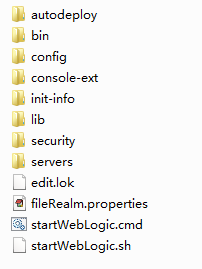 autodeploy
bin
config
console-ext
init-info
lib
security
servers
edit.lok
fileRealm.properties
startWebLogic.cmd
startWebLogic.sh